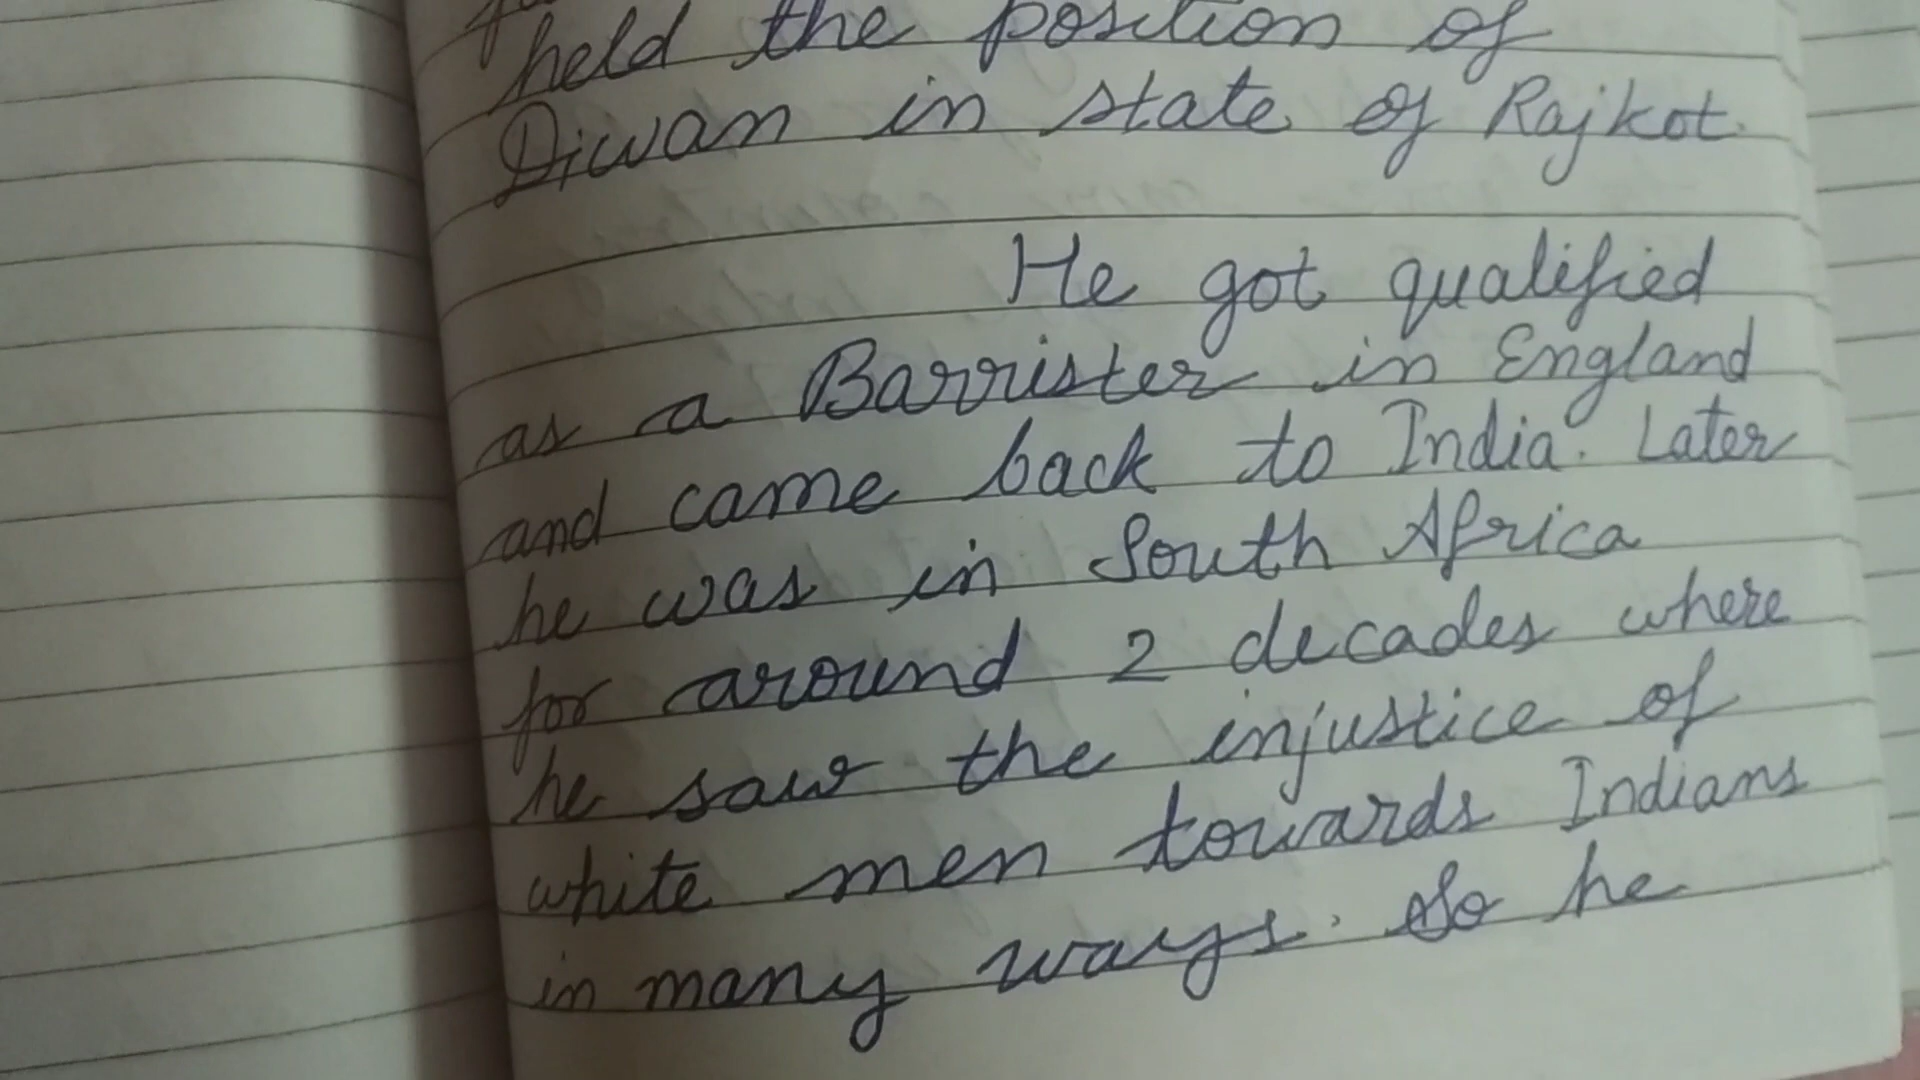 held the position of
Diwan in state of Rajkot.
He got qualified
as a Barrister in England
and came back to India. Later
he was in South Africa
for around 2 decades where
he saw the injustice of
white men towards Indians
in many ways. So he